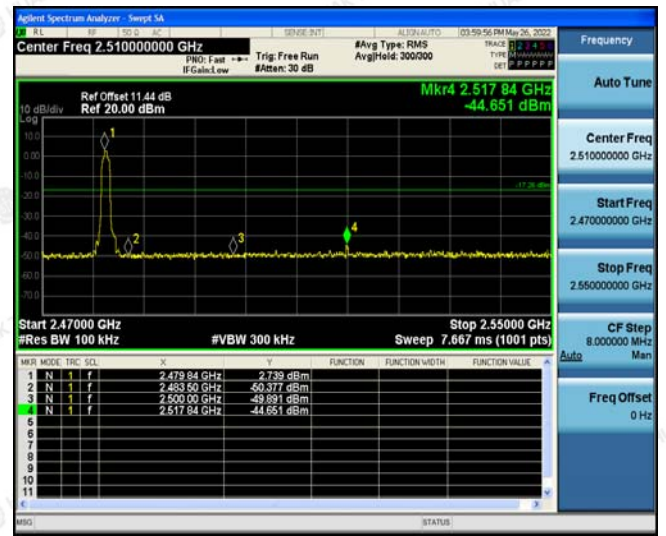 Agilent Spectrum Analyzer - Swept SA
RL RF 50 Ω AC SENSE:INT ALIGNAUTO 03:59:56 PM May 26, 2022
Center Freq 2.510000000 GHz
PNO: Fast
IFGain:Low
Trig: Free Run
#Atten: 30 dB
#Avg Type: RMS
Avg|Hold: 300/300
TRACE 1 2 3 4 5 6
TYPE
DET P P P P P P
Mkr4 2.517 84 GHz
-44.651 dBm
Ref Offset 11.44 dB
Ref 20.00 dBm
10 dB/div
Log
10.0
0.00
-10.0
-20.0
-30.0
-40.0
-50.0
-60.0
-70.0
1
2
3
4
-17.26 dBm
Start 2.47000 GHz
Stop 2.55000 GHz
#Res BW 100 kHz
#VBW 300 kHz
Sweep 7.667 ms (1001 pts)
MKR MODE TRC SCL X Y FUNCTION FUNCTION WIDTH FUNCTION VALUE
1 N 1 f 2.479 84 GHz 2.739 dBm
2 N 1 f 2.483 50 GHz -50.377 dBm
3 N 1 f 2.500 00 GHz -49.891 dBm
4 N 1 f 2.517 84 GHz -44.651 dBm
5
6
7
8
9
10
11
MSG
STATUS
Frequency
Auto Tune
Center Freq
2.510000000 GHz
Start Freq
2.470000000 GHz
Stop Freq
2.550000000 GHz
CF Step
8.000000 MHz
Auto Man
Freq Offset
0 Hz